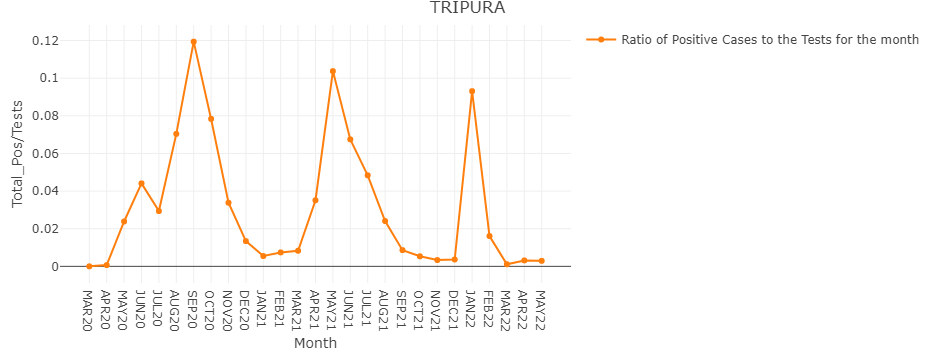 TRIPURA
Ratio of Positive Cases to the Tests for the month
Total_Pos/Tests
0.12
0.1
0.08
0.06
0.04
0.02
0
MAR20
APR20
MAY20
JUN20
JUL20
AUG20
SEP20
OCT20
NOV20
DEC20
JAN21
FEB21
MAR21
APR21
MAY21
JUN21
JUL21
AUG21
SEP21
OCT21
NOV21
DEC21
JAN22
FEB22
MAR22
APR22
MAY22
Month